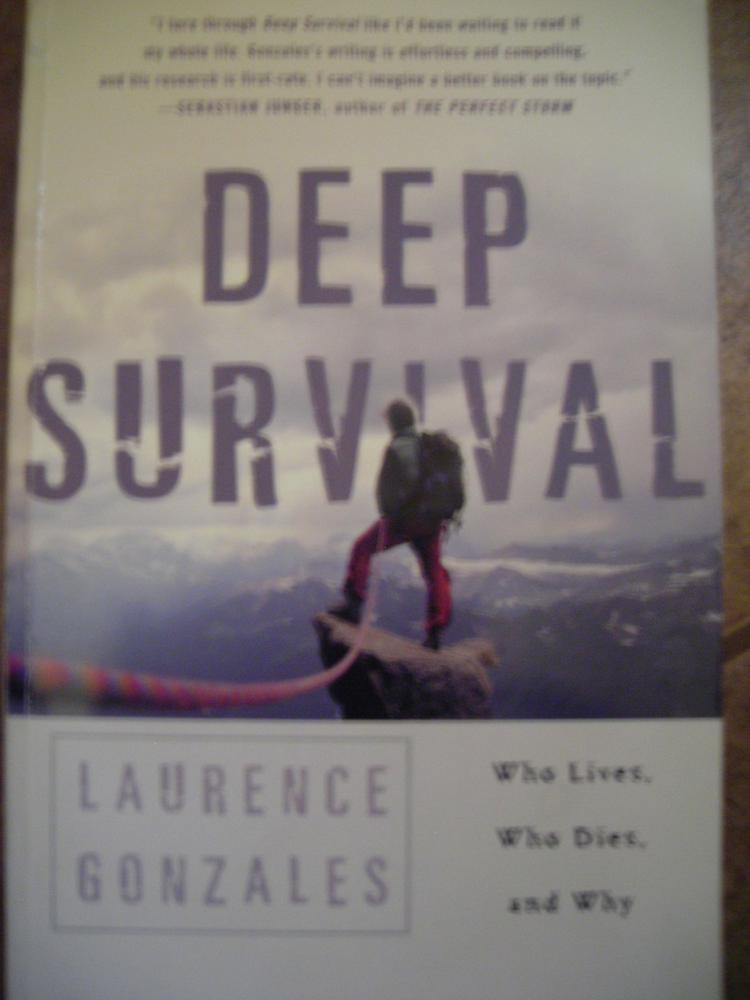 "I tore through Deep Survival like I'd been waiting to read it
my whole life. Gonzales's writing is effortless and compelling,
and his research is first-rate. I can't imagine a better book on the topic."
—SEBASTIAN JUNGER, author of THE PERFECT STORM
DEEP
SURVIVAL
LAURENCE
GONZALES
Who Lives,
Who Dies,
and Why